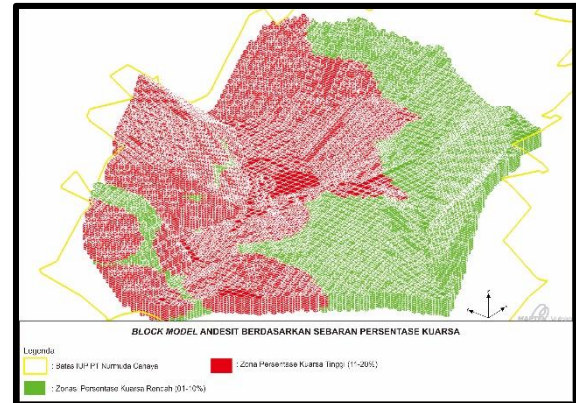 BLOCK MODEL ANDESIT BERDASARKAN SEBARAN PERSENTASE KUARSA
Legenda
: Batas IUP PT Nurmuda Cahaya
: Zona Persentase Kuarsa Tinggi (11-20%)
: Zonasi Persentase Kuarsa Rendah (01-10%)